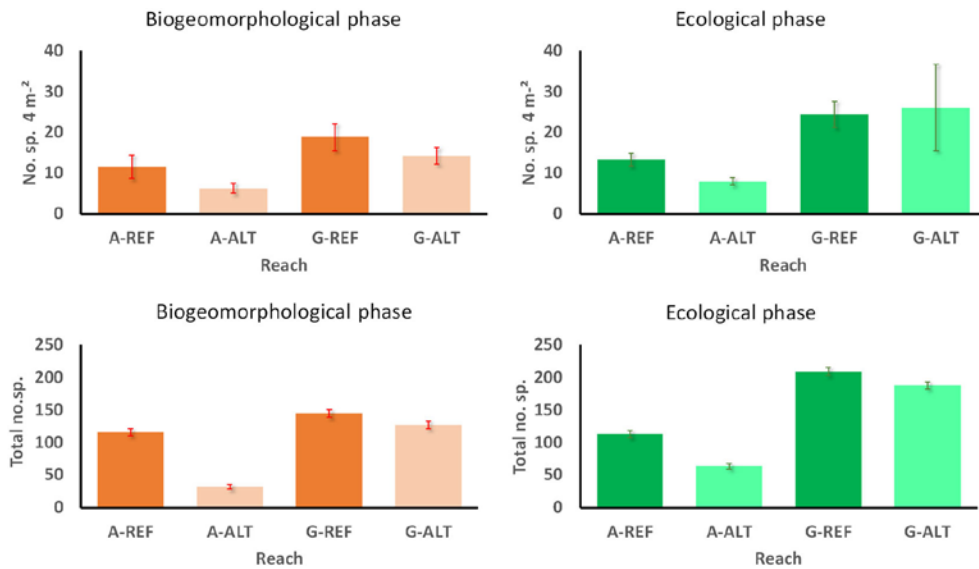 Biogeomorphological phase
No. sp. 4 m-²
40
30
20
10
0
A-REF A-ALT G-REF G-ALT
Reach
Ecological phase
No. sp. 4 m-²
40
30
20
10
0
A-REF A-ALT G-REF G-ALT
Reach
Biogeomorphological phase
Total no.sp.
250
200
150
100
50
0
A-REF A-ALT G-REF G-ALT
Reach
Ecological phase
Total no. sp.
250
200
150
100
50
0
A-REF A-ALT G-REF G-ALT
Reach